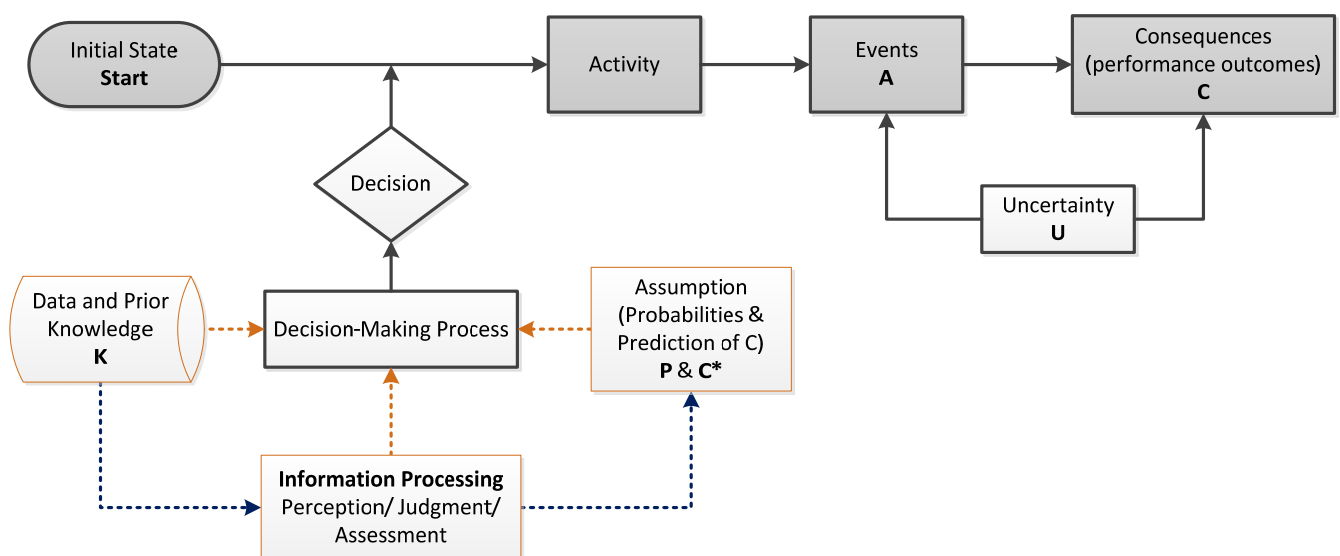 Initial State
Start
Activity
Events
A
Consequences
(performance outcomes)
C
Decision
Uncertainty
U
Data and Prior
Knowledge
K
Decision-Making Process
Assumption
(Probabilities &
Prediction of C)
P & C*
Information Processing
Perception/ Judgment/
Assessment